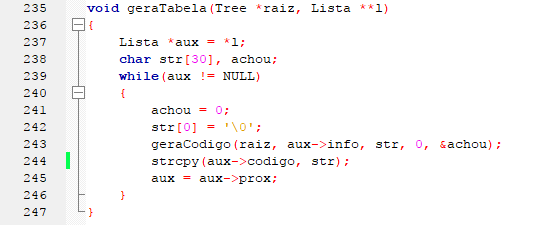 235 void geraTabela(Tree *raiz, Lista **l)
236 {
237     Lista *aux = *l;
238     char str[30], achou;
239     while(aux != NULL)
240     {
241         achou = 0;
242         str[0] = '\0';
243         geraCodigo(raiz, aux->info, str, 0, &achou);
244         strcpy(aux->codigo, str);
245         aux = aux->prox;
246     }
247 }